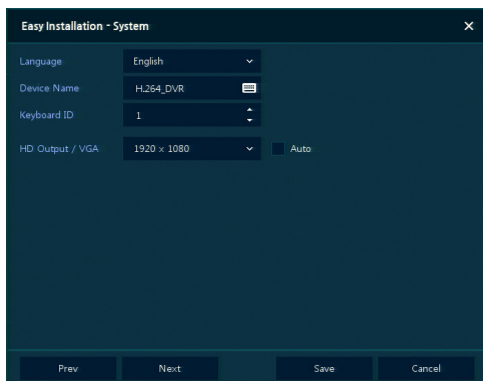 Easy Installation - System
Language English
Device Name H.264_DVR
Keyboard ID 1
HD Output / VGA 1920 x 1080 Auto
Prev Next Save Cancel